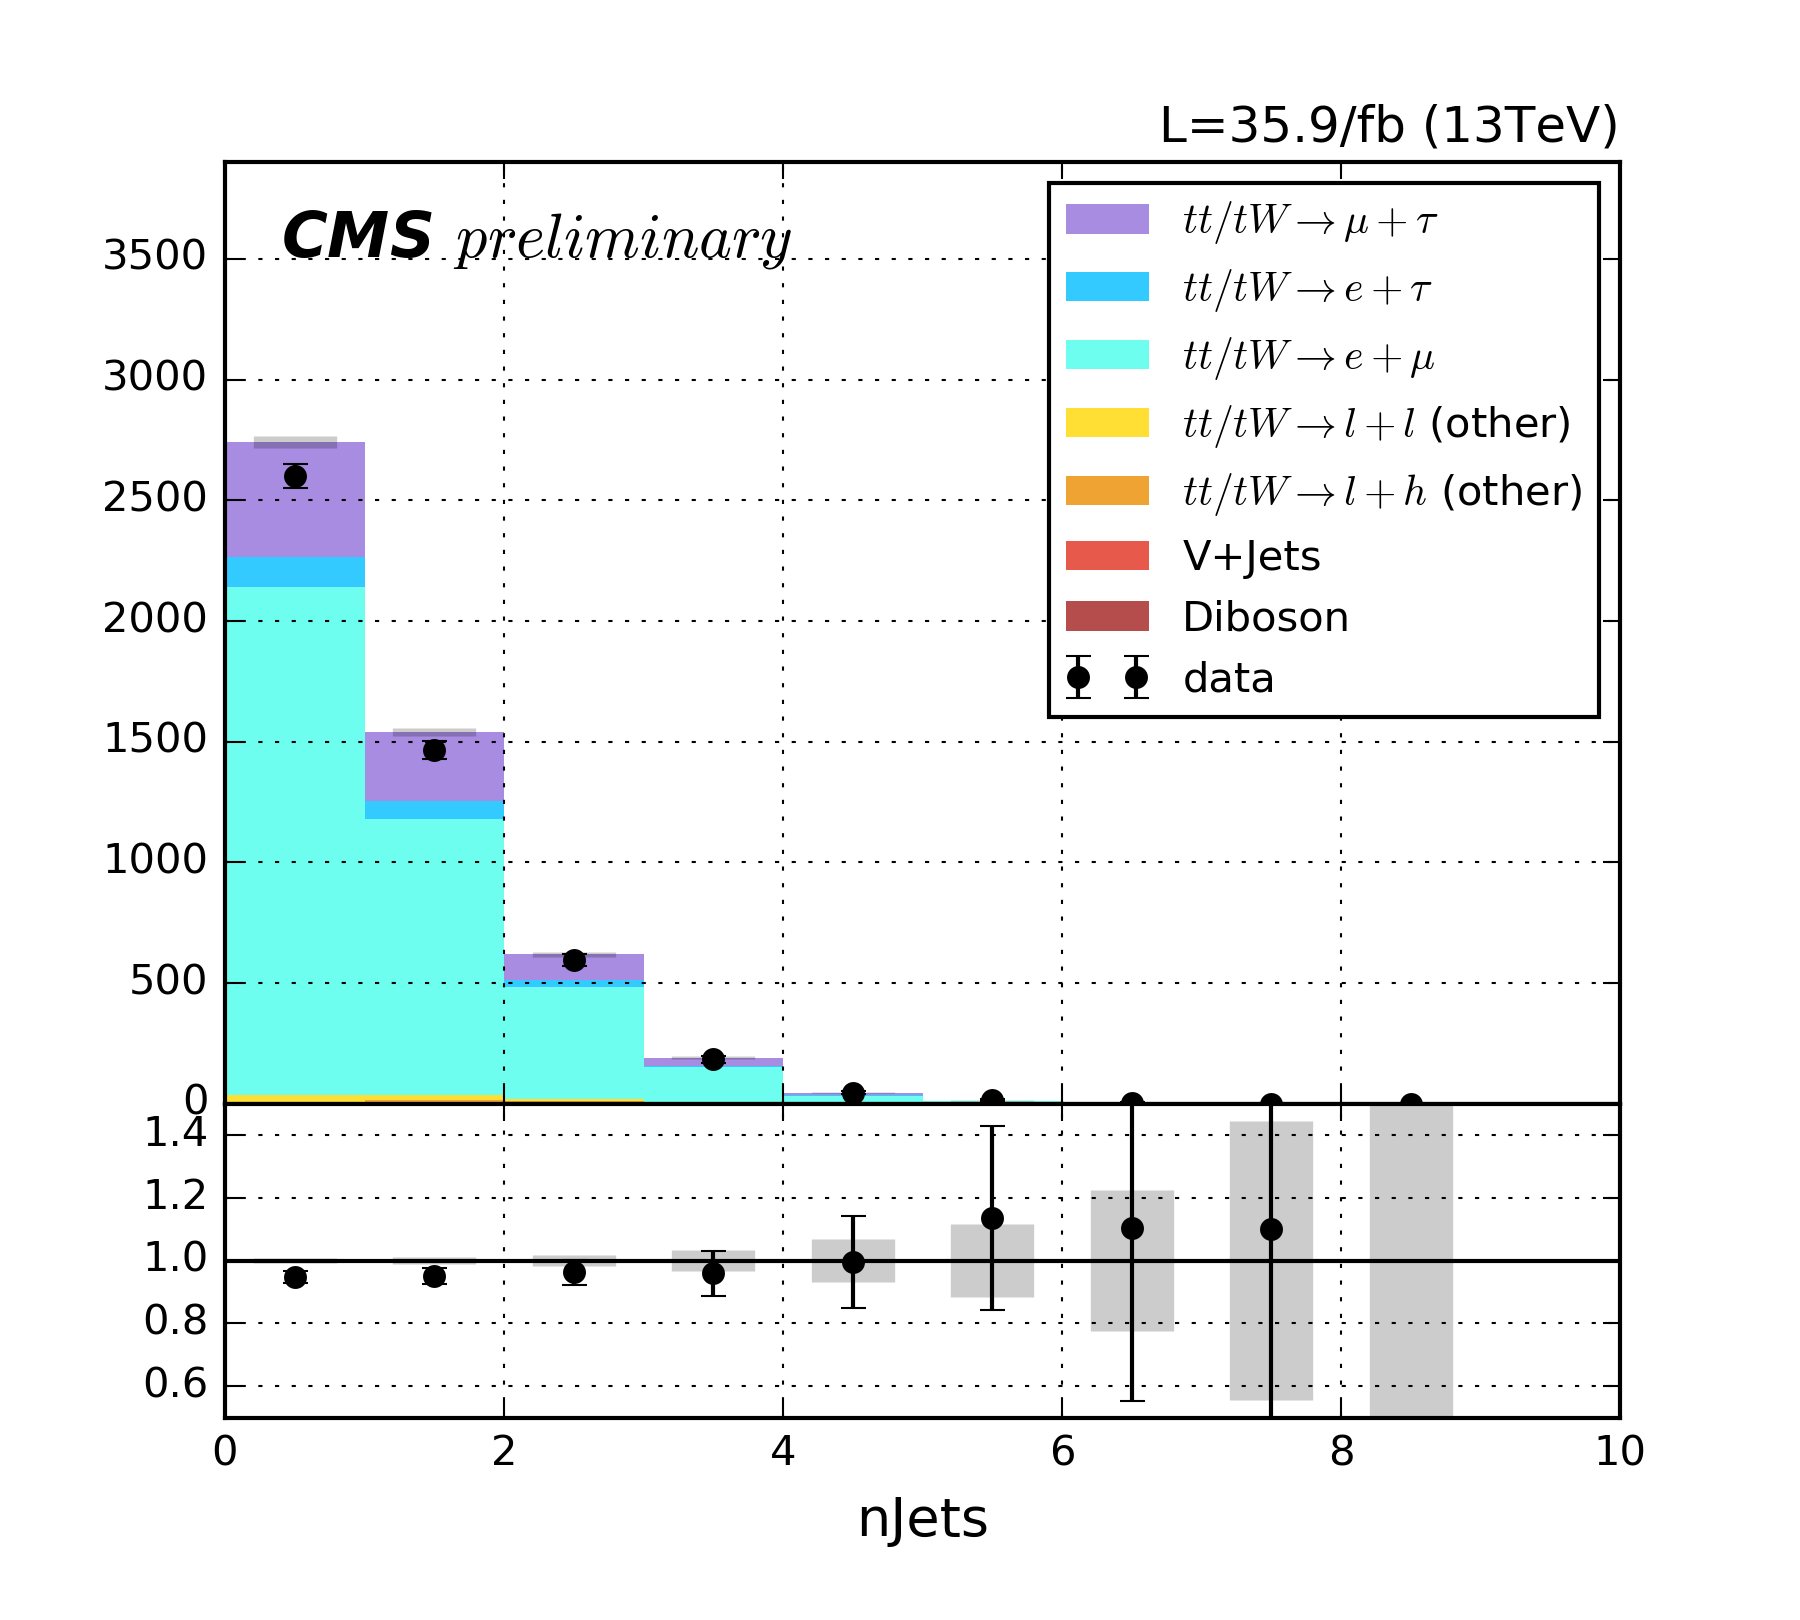 L=35.9/fb (13TeV)
CMS preliminary
3500
3000
2500
2000
1500
1000
500
0
tt/tW → μ + τ
tt/tW → e + τ
tt/tW → e + μ
tt/tW → l + l (other)
tt/tW → l + h (other)
V+Jets
Diboson
data
1.4
1.2
1.0
0.8
0.6
0 2 4 6 8 10
nJets